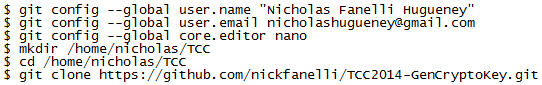 $ git config --global user.name "Nicholas Fanelli Hugueney"
$ git config --global user.email nicholashugueney@gmail.com
$ git config --global core.editor nano
$ mkdir /home/nicholas/TCC
$ cd /home/nicholas/TCC
$ git clone https://github.com/nickfanelli/TCC2014-GenCryptoKey.git